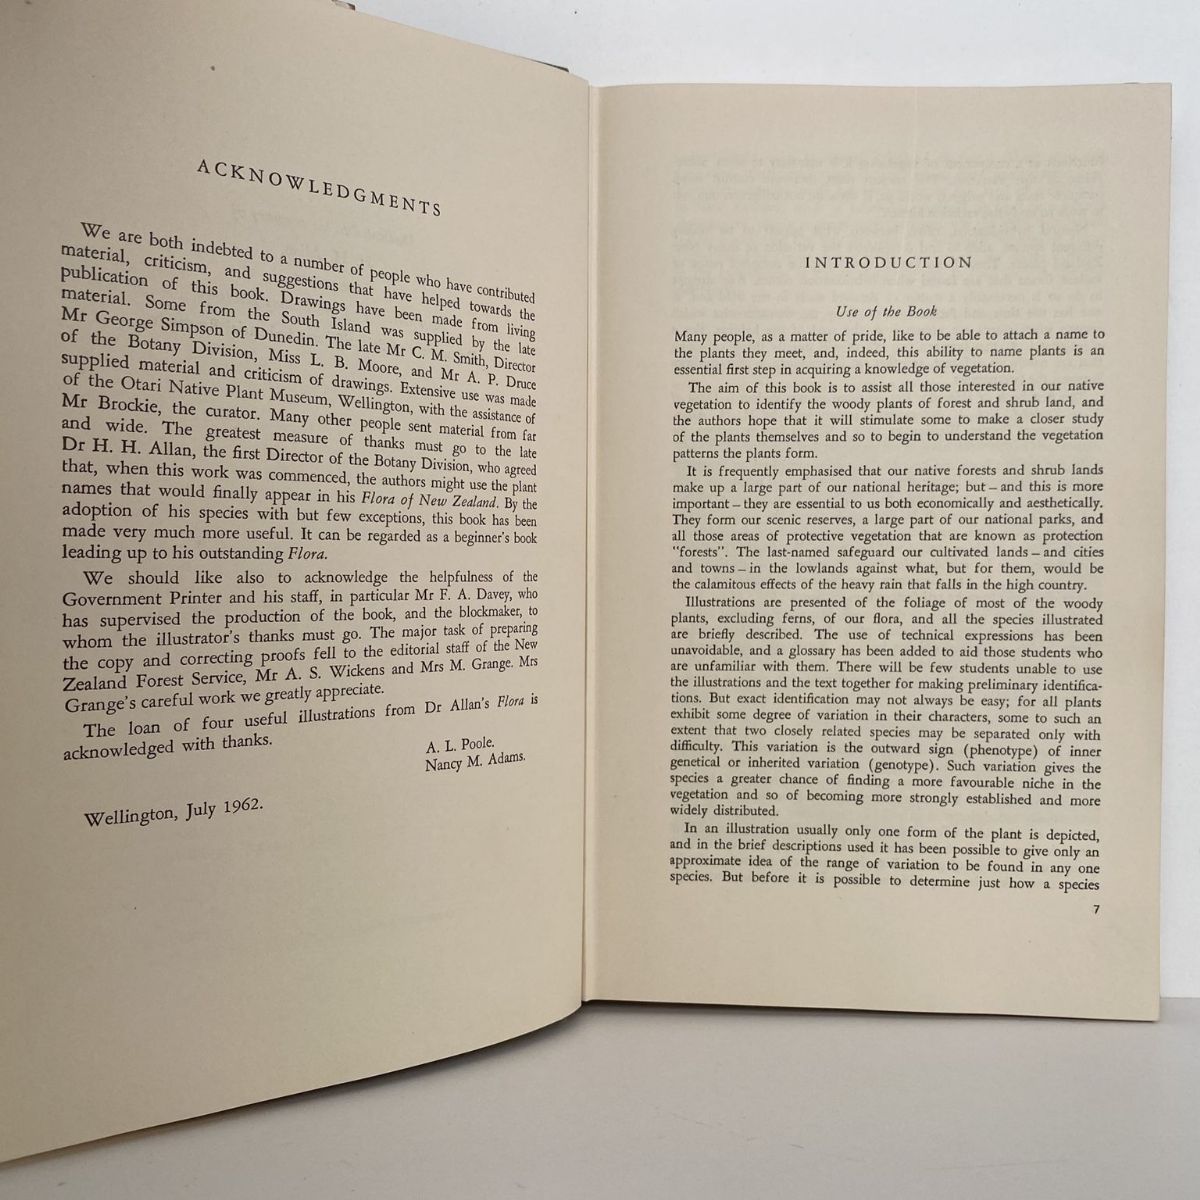 ACKNOWLEDGMENTS
We are both indebted to a number of people who have contributed
material, criticism, and suggestions that have helped towards the
publication of this book. Drawings have been made from living
material. Some from the South Island was supplied by the late
Mr George Simpson of Dunedin. The late Mr C. M. Smith, Director
of the Botany Division, Miss L. B. Moore, and Mr A. P. Druce
supplied material and criticism of drawings. Extensive use was made
of the Otari Native Plant Museum, Wellington, with the assistance of
Mr Brockie, the curator. Many other people sent material from far
and wide. The greatest measure of thanks must go to the late
Dr H. H. Allan, the first Director of the Botany Division, who agreed
that, when this work was commenced, the authors might use the plant
names that would finally appear in his Flora of New Zealand. By the
adoption of his species with but few exceptions, this book has been
made very much more useful. It can be regarded as a beginner's book
leading up to his outstanding Flora.
We should like also to acknowledge the helpfulness of the
Government Printer and his staff, in particular Mr F. A. Davey, who
has supervised the production of the book, and the blockmaker, to
whom the illustrator's thanks must go. The major task of preparing
the copy and correcting proofs fell to the editorial staff of the New
Zealand Forest Service, Mr A. S. Wickens and Mrs M. Grange. Mrs
Grange's careful work we greatly appreciate.
The loan of four useful illustrations from Dr Allan's Flora is
acknowledged with thanks.
A. L. Poole.
Nancy M. Adams.
Wellington, July 1962.
INTRODUCTION
Use of the Book
Many people, as a matter of pride, like to be able to attach a name to
the plants they meet, and, indeed, this ability to name plants is an
essential first step in acquiring a knowledge of vegetation.
The aim of this book is to assist all those interested in our native
vegetation to identify the woody plants of forest and shrub land, and
the authors hope that it will stimulate some to make a closer study
of the plants themselves and so to begin to understand the vegetation
patterns the plants form.
It is frequently emphasised that our native forests and shrub lands
make up a large part of our national heritage; but – and this is more
important – they are essential to us both economically and aesthetically.
They form our scenic reserves, a large part of our national parks, and
all those areas of protective vegetation that are known as protection
"forests". The last-named safeguard our cultivated lands – and cities
and towns – in the lowlands against what, but for them, would be
the calamitous effects of the heavy rain that falls in the high country.
Illustrations are presented of the foliage of most of the woody
plants, excluding ferns, of our flora, and all the species illustrated
are briefly described. The use of technical expressions has been
unavoidable, and a glossary has been added to aid those students who
are unfamiliar with them. There will be few students unable to use
the illustrations and the text together for making preliminary identifica-
tions. But exact identification may not always be easy; for all plants
exhibit some degree of variation in their characters, some to such an
extent that two closely related species may be separated only with
difficulty. This variation is the outward sign (phenotype) of inner
genetical or inherited variation (genotype). Such variation gives the
species a greater chance of finding a more favourable niche in the
vegetation and so of becoming more strongly established and more
widely distributed.
In an illustration usually only one form of the plant is depicted,
and in the brief descriptions used it has been possible to give only an
approximate idea of the range of variation to be found in any one
species. But before it is possible to determine just how a species
7